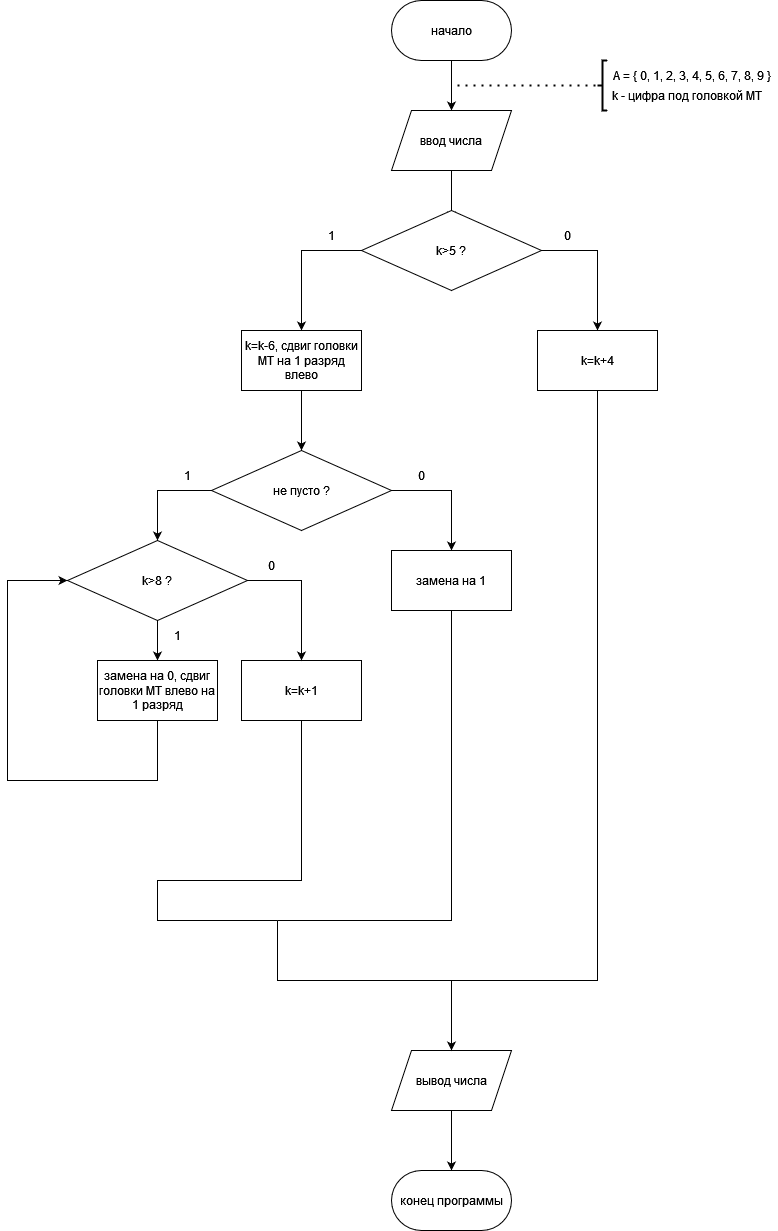 начало
A = { 0, 1, 2, 3, 4, 5, 6, 7, 8, 9 }
k - цифра под головкой МТ
ввод числа
1
0
k>5 ?
k=k-6, сдвиг головки
МТ на 1 разряд
влево
k=k+4
1
0
не пусто ?
k>8 ?
0
замена на 1
1
замена на 0, сдвиг
головки МТ влево на
1 разряд
k=k+1
вывод числа
конец программы